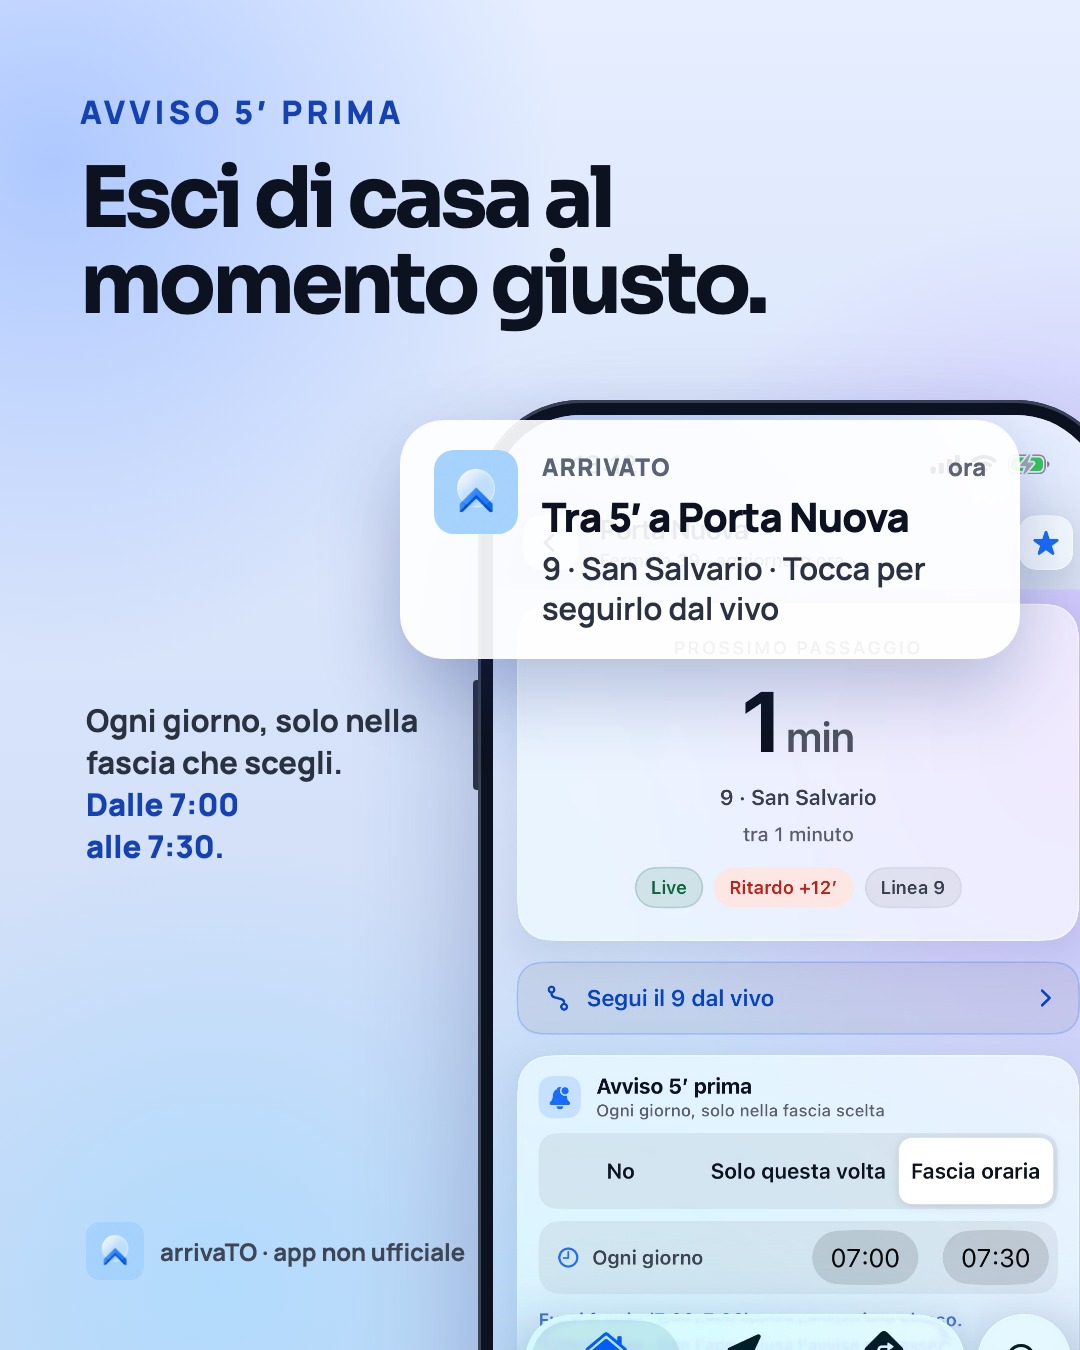 AVVISO 5′ PRIMA
Esci di casa al
momento giusto.
ARRIVATO
ora
Tra 5′ a Porta Nuova
9 · San Salvario · Tocca per
seguirlo dal vivo
Porta Nuova
PROSSIMO PASSAGGIO
1 min
9 · San Salvario
tra 1 minuto
Live
Ritardo +12′
Linea 9
Ogni giorno, solo nella
fascia che scegli.
Dalle 7:00
alle 7:30.
Segui il 9 dal vivo
Avviso 5′ prima
Ogni giorno, solo nella fascia scelta
No
Solo questa volta
Fascia oraria
Ogni giorno
07:00
07:30
arrivaTO · app non ufficiale